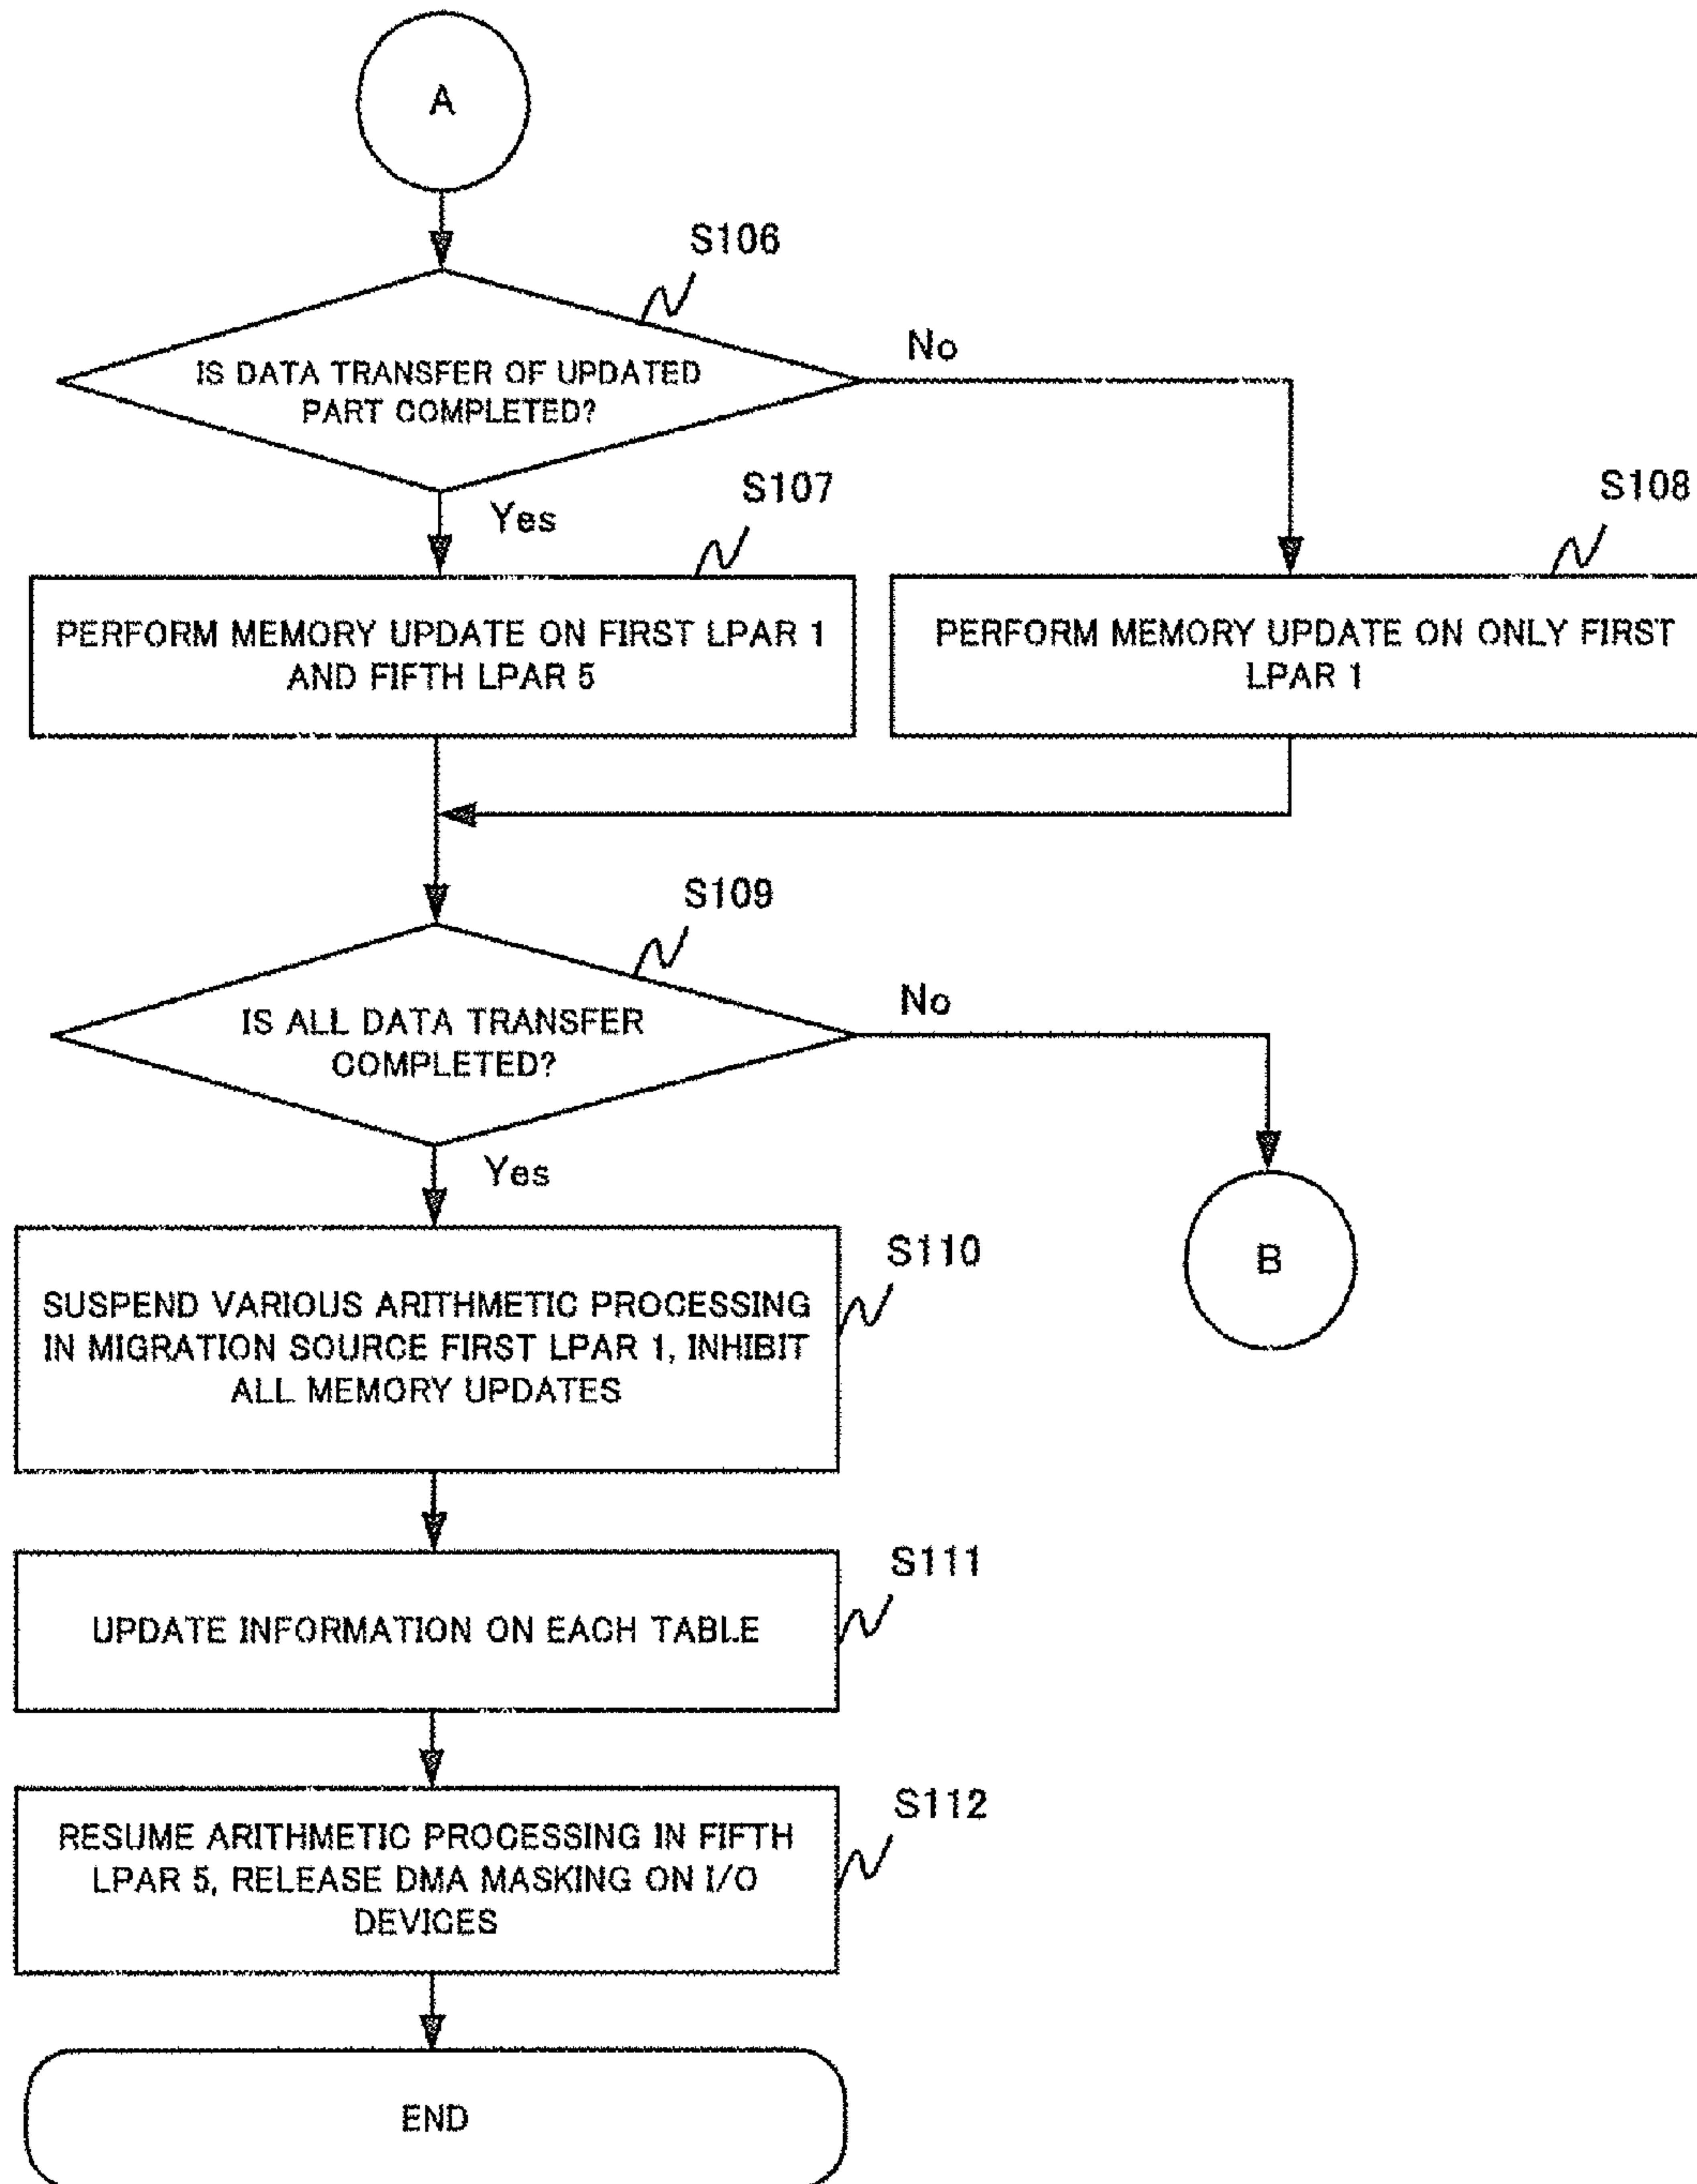 A
S106
IS DATA TRANSFER OF UPDATED
PART COMPLETED?
No
Yes
S107
S108
PERFORM MEMORY UPDATE ON FIRST LPAR 1
AND FIFTH LPAR 5
PERFORM MEMORY UPDATE ON ONLY FIRST
LPAR 1
S109
IS ALL DATA TRANSFER
COMPLETED?
No
Yes
B
S110
SUSPEND VARIOUS ARITHMETIC PROCESSING
IN MIGRATION SOURCE FIRST LPAR 1, INHIBIT
ALL MEMORY UPDATES
S111
UPDATE INFORMATION ON EACH TABLE
S112
RESUME ARITHMETIC PROCESSING IN FIFTH
LPAR 5, RELEASE DMA MASKING ON I/O
DEVICES
END